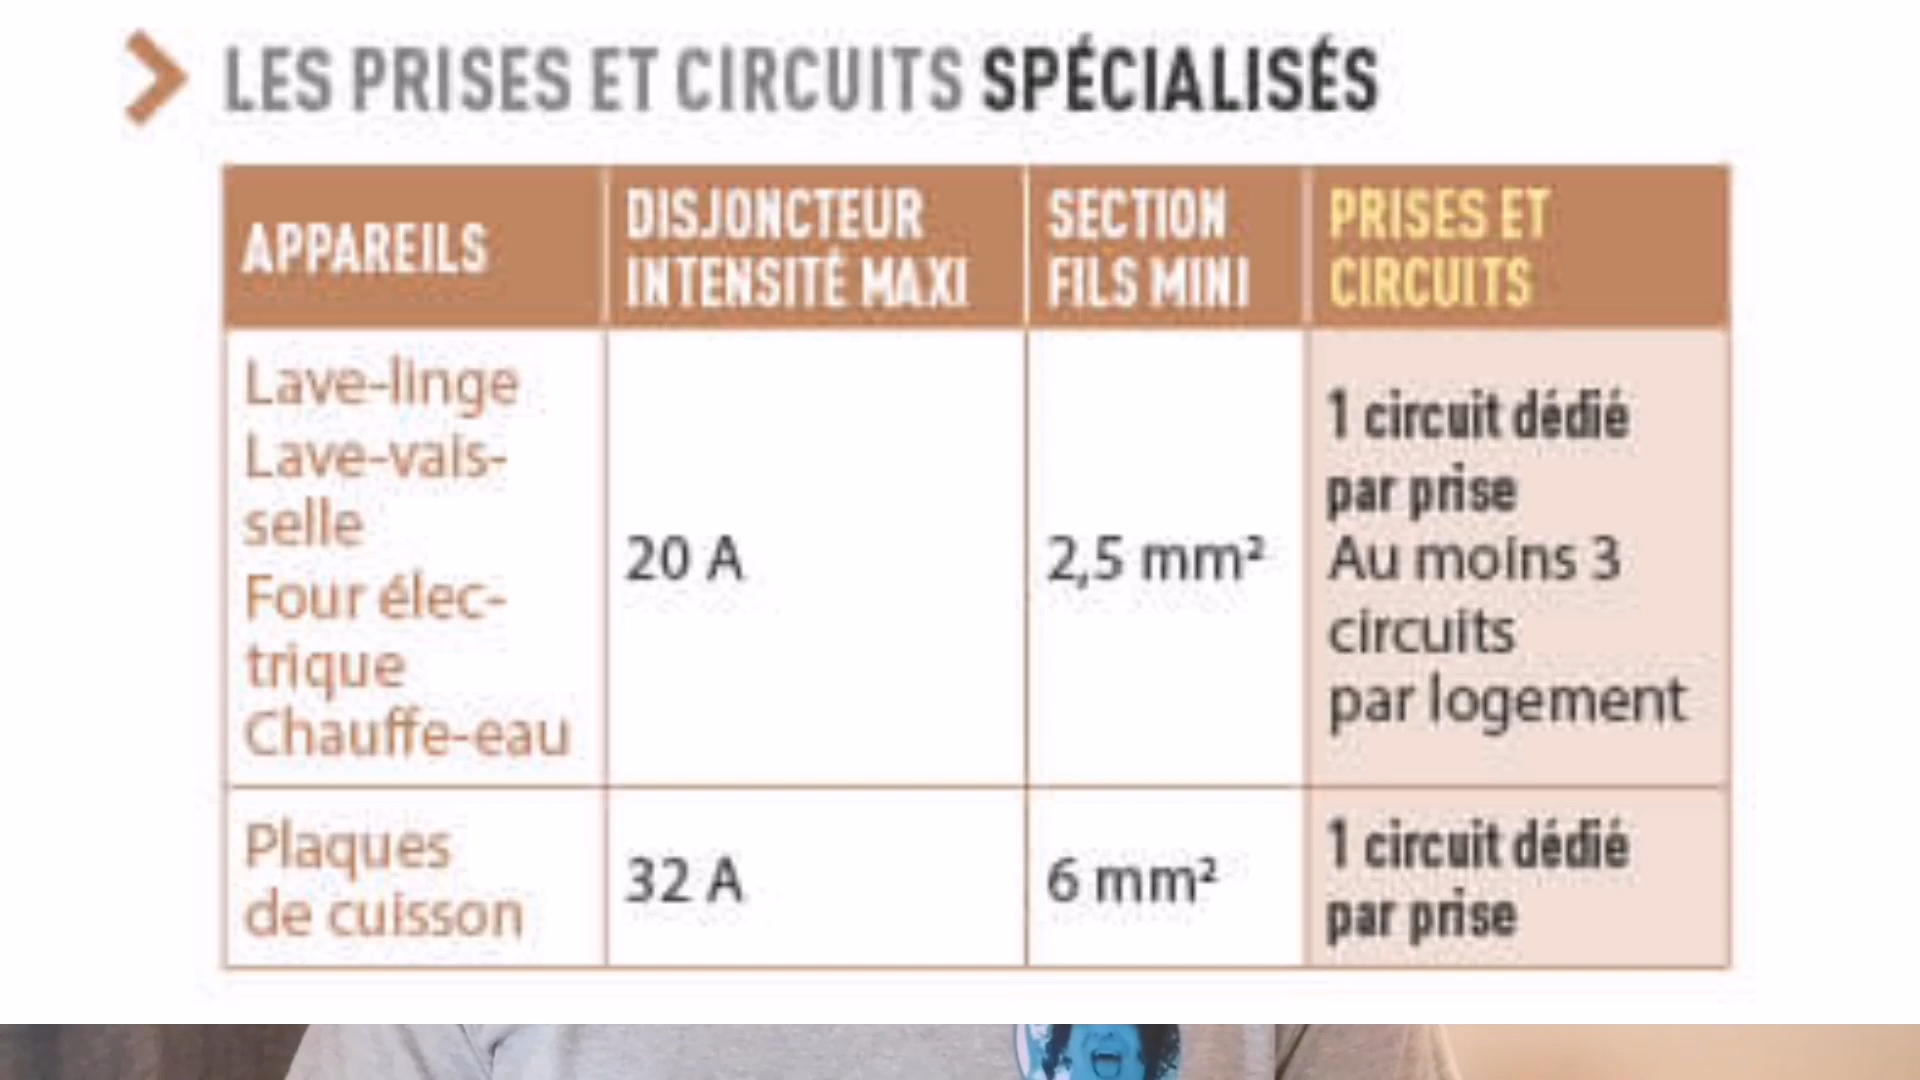 LES PRISES ET CIRCUITS SPÉCIALISÉS
APPAREILS
DISJONCTEUR
INTENSITÉ MAXI
SECTION
FILS MINI
PRISES ET
CIRCUITS
Lave-linge
Lave-vais-
selle
Four élec-
trique
Chauffe-eau
20 A
2,5 mm²
1 circuit dédié
par prise
Au moins 3
circuits
par logement
Plaques
de cuisson
32 A
6 mm²
1 circuit dédié
par prise